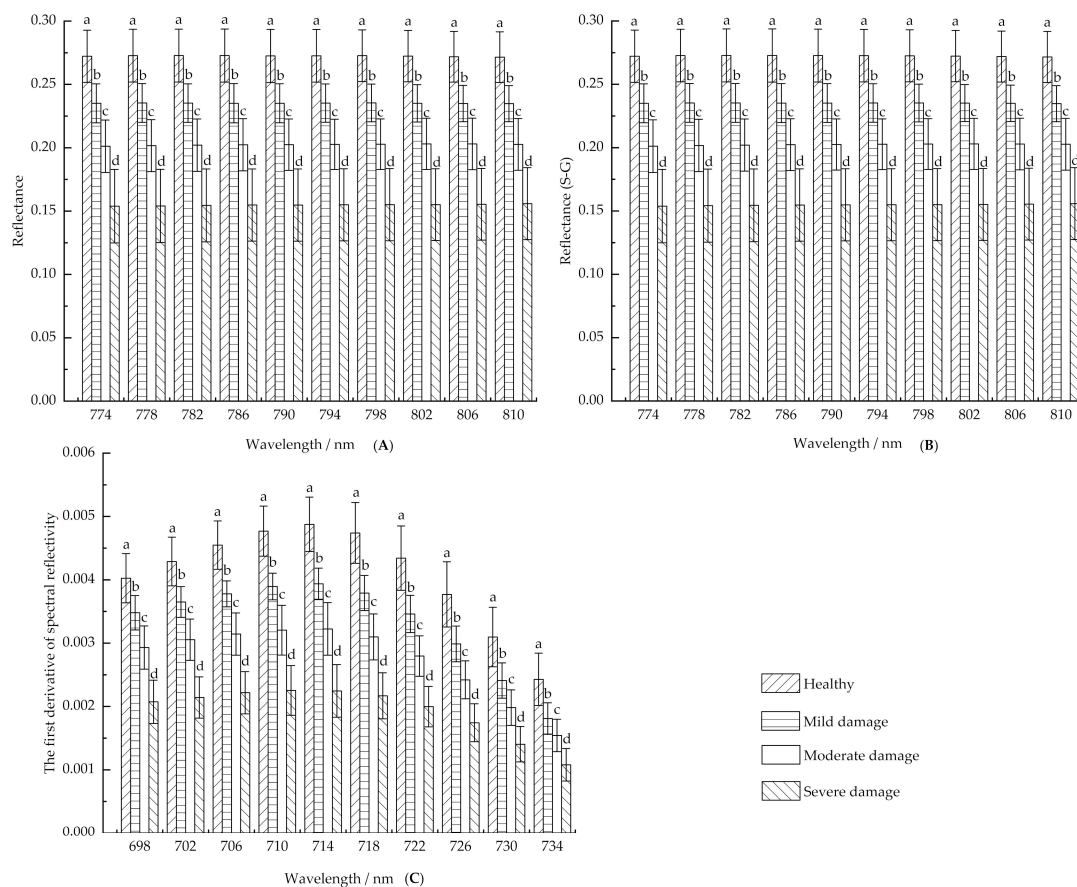 0.30
0.25
0.20
0.15
0.10
0.05
0.00
Reflectance
a a a a a a a a a a
b b b b b b b b b b
c c c c c c c c c c
d d d d d d d d d d
774 778 782 786 790 794 798 802 806 810
Wavelength / nm (A)
0.30
0.25
0.20
0.15
0.10
0.05
0.00
Reflectance (S-G)
a a a a a a a a a a
b b b b b b b b b b
c c c c c c c c c c
d d d d d d d d d d
774 778 782 786 790 794 798 802 806 810
Wavelength / nm (B)
0.006
0.005
0.004
0.003
0.002
0.001
0.000
The first derivative of spectral reflectivity
a a a a a a a a a a
b b b b b b b b b b
c c c c c c c c c c
d d d d d d d d d d
698 702 706 710 714 718 722 726 730 734
Wavelength / nm (C)
Healthy
Mild damage
Moderate damage
Severe damage